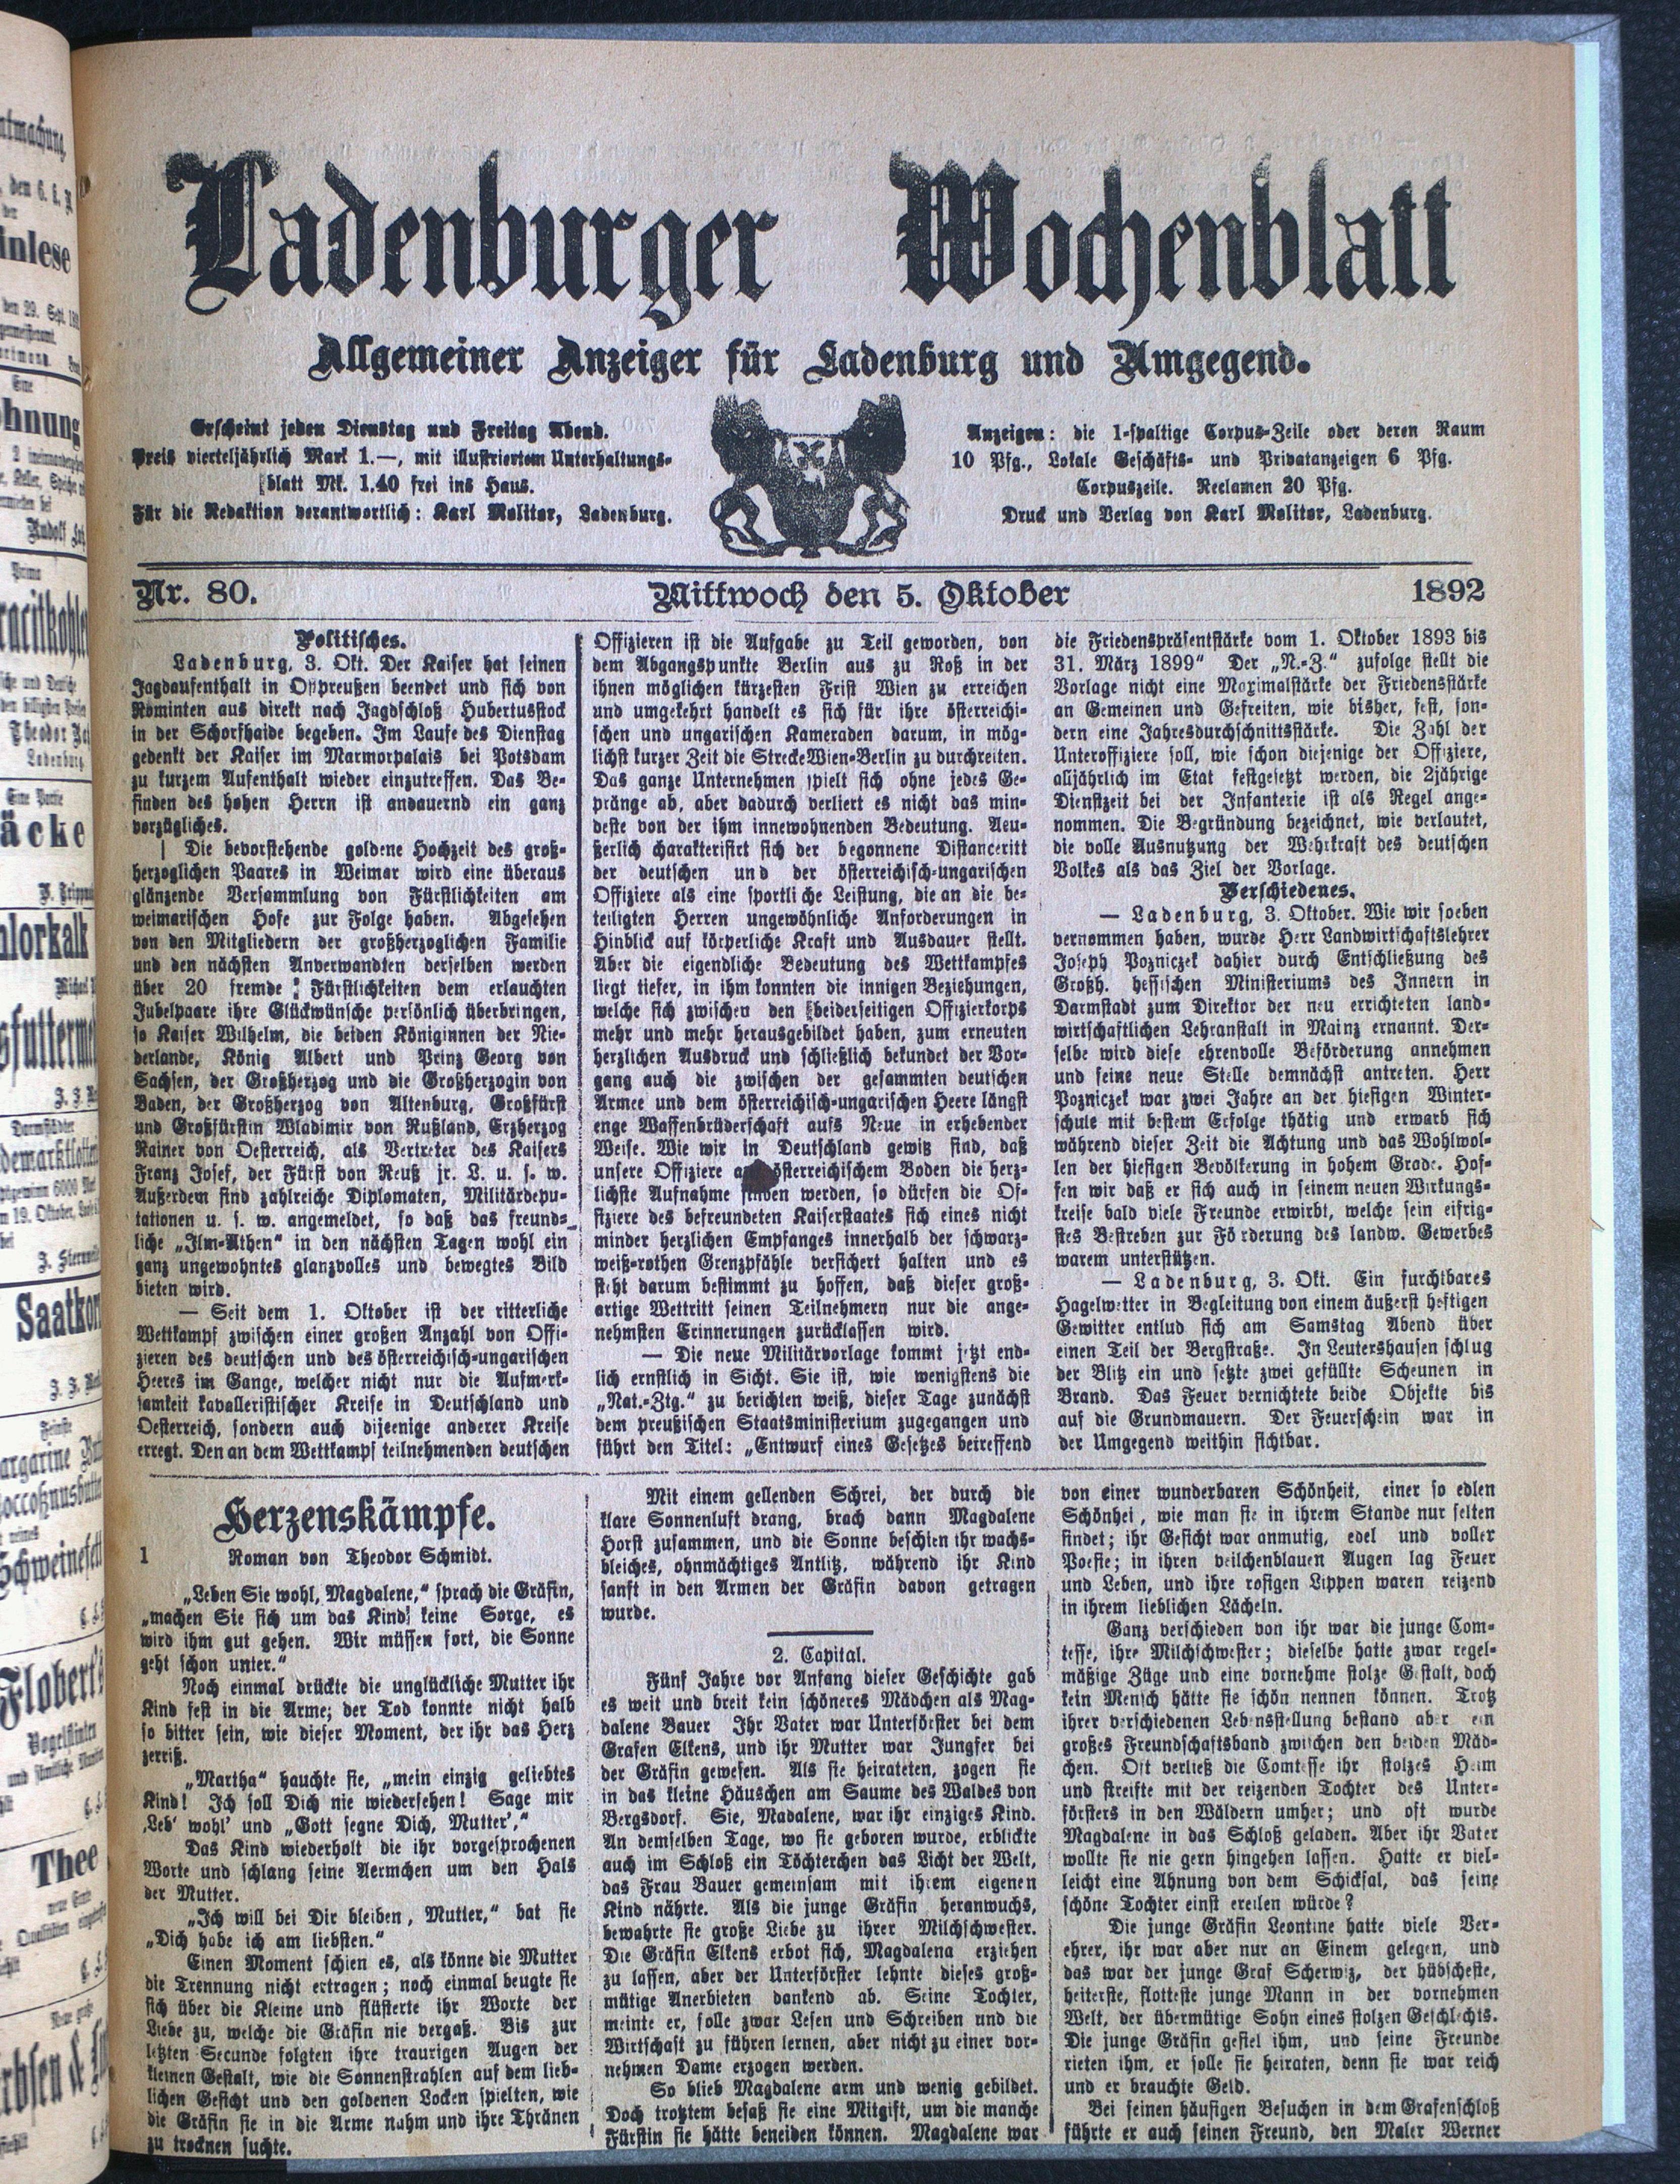 Ladenburger Wochenblatt
Allgemeiner Anzeiger für Ladenburg und Umgegend.
Erscheint jeden Dienstag und Freitag Abend.
Preis vierteljährlich Mark 1.—, mit illustriertem Unterhaltungs-
blatt Mk. 1.40 frei ins Haus.
Für die Redaktion verantwortlich: Karl Molitor, Ladenburg.
Anzeigen: die 1-spaltige Corpus-Zeile oder deren Raum
10 Pfg., Lokale Geschäfts- und Privatanzeigen 6 Pfg.
Corpuszeile. Reclamen 20 Pfg.
Druck und Verlag von Karl Molitor, Ladenburg.
Nr. 80. Mittwoch den 5. Oktober 1892
Politisches.
Ladenburg, 3. Okt. Der Kaiser hat seinen
Jagdaufenthalt in Ostpreußen beendet und sich von
Rominten aus direkt nach Jagdschloß Hubertusstock
in der Schorfhaide begeben. Im Laufe des Dienstag
gedenkt der Kaiser im Marmorpalais bei Potsdam
zu kurzem Aufenthalt wieder einzutreffen. Das Be-
finden des hohen Herrn ist andauernd ein ganz
vorzügliches.
Die bevorstehende goldene Hochzeit des groß-
herzoglichen Paares in Weimar wird eine überaus
glänzende Versammlung von Fürstlichkeiten am
weimarischen Hofe zur Folge haben. Abgesehen
von den Mitgliedern der großherzoglichen Familie
und den nächsten Anverwandten derselben werden
über 20 fremde Fürstlichkeiten dem erlauchten
Jubelpaare ihre Glückwünsche persönlich überbringen,
so Kaiser Wilhelm, die beiden Königinnen der Nie-
derlande, König Albert und Prinz Georg von
Sachsen, der Großherzog und die Großherzogin von
Baden, der Großherzog von Altenburg, Großfürst
und Großfürstin Wladimir von Rußland, Erzherzog
Rainer von Oesterreich, als Vertreter des Kaisers
Franz Josef, der Fürst von Reuß jr. L. u. s. w.
Außerdem sind zahlreiche Diplomaten, Militärdepu-
tationen u. s. w. angemeldet, so daß das freund-
liche „Ilm-Athen“ in den nächsten Tagen wohl ein
ganz ungewohntes glanzvolles und bewegtes Bild
bieten wird.
— Seit dem 1. Oktober ist der ritterliche
Wettkampf zwischen einer großen Anzahl von Offi-
zieren des deutschen und des österreichisch-ungarischen
Heeres im Gange, welcher nicht nur die Aufmerk-
samkeit kavalleristischer Kreise in Deutschland und
Oesterreich, sondern auch dijeenige anderer Kreise
erregt. Den an dem Wettkampf teilnehmenden deutschen
Offizieren ist die Aufgabe zu Teil geworden, von
dem Abgangspunkte Berlin aus zu Roß in der
ihnen möglichen kürzesten Frist Wien zu erreichen
und umgekehrt handelt es sich für ihre österreichi-
schen und ungarischen Kameraden darum, in mög-
lichst kurzer Zeit die Strecke Wien-Berlin zu durchreiten.
Das ganze Unternehmen spielt sich ohne jedes Ge-
pränge ab, aber dadurch verliert es nicht das min-
deste von der ihm innewohnenden Bedeutung. Aeu-
ßerlich charakterisirt sich der begonnene Distanceritt
der deutschen und der österreichisch-ungarischen
Offiziere als eine sportliche Leistung, die an die be-
teiligten Herren ungewöhnliche Anforderungen in
Hinblick auf körperliche Kraft und Ausdauer stellt.
Aber die eigendliche Bedeutung des Wettkampfes
liegt tiefer, in ihm konnten die innigen Beziehungen,
welche sich zwischen den beiderseitigen Offizierkorps
mehr und mehr herausgebildet haben, zum erneuten
herzlichen Ausdruck und schließlich bekundet der Vor-
gang auch die zwischen der gesammten deutschen
Armee und dem österreichisch-ungarischen Heere längst
enge Waffenbrüderschaft aufs Neue in erhebender
Weise. Wie wir in Deutschland gewiß sind, daß
unsere Offiziere österreichischem Boden die herz-
lichste Aufnahme finden werden, so dürfen die Of-
fiziere des befreundeten Kaiserstaates sich eines nicht
minder herzlichen Empfanges innerhalb der schwarz-
weiß-rothen Grenzpfähle versichert halten und es
steht darum bestimmt zu hoffen, daß dieser groß-
artige Wettritt seinen Teilnehmern nur die ange-
nehmsten Erinnerungen zurücklassen wird.
— Die neue Militärvorlage kommt jetzt end-
lich ernstlich in Sicht. Sie ist, wie wenigstens die
„Nat.-Ztg.“ zu berichten weiß, dieser Tage zunächst
dem preußischen Staatsministerium zugegangen und
führt den Titel: „Entwurf eines Gesetzes betreffend
die Friedenspräsentstärke vom 1. Oktober 1893 bis
31. März 1899“ Der „N.-Z.“ zufolge stellt die
Vorlage nicht eine Maximalstärke der Friedensstärke
an Gemeinen und Gefreiten, wie bisher, fest, son-
dern eine Jahresdurchschnittsstärke. Die Zahl der
Unteroffiziere soll, wie schon diejenige der Offiziere,
alljährlich im Etat festgesetzt werden, die 2jährige
Dienstzeit bei der Infanterie ist als Regel ange-
nommen. Die Begründung bezeichnet, wie verlautet,
die volle Ausnutzung der Wehrkraft des deutschen
Volkes als das Ziel der Vorlage.
Verschiedenes.
— Ladenburg, 3. Oktober. Wie wir soeben
vernommen haben, wurde Herr Landwirtschaftslehrer
Joseph Pozniczek dahier durch Entschließung des
Großh. hessischen Ministeriums des Innern in
Darmstadt zum Direktor der neu errichteten land-
wirtschaftlichen Lehranstalt in Mainz ernannt. Der-
selbe wird diese ehrenvolle Beförderung annehmen
und seine neue Stelle demnächst antreten. Herr
Pozniczek war zwei Jahre an der hiesigen Winter-
schule mit bestem Erfolge thätig und erwarb sich
während dieser Zeit die Achtung und das Wohlwol-
len der hiesigen Bevölkerung in hohem Grade. Hof-
fen wir daß er sich auch in seinem neuen Wirkungs-
kreise bald viele Freunde erwirbt, welche sein eifrig-
stes Bestreben zur Förderung des landw. Gewerbes
warem unterstützen.
— Ladenburg, 3. Okt. Ein furchtbares
Hagelwetter in Begleitung von einem äußerst heftigen
Gewitter entlud sich am Samstag Abend über
einen Teil der Bergstraße. In Leutershausen schlug
der Blitz ein und setzte zwei gefüllte Scheunen in
Brand. Das Feuer vernichtete beide Objekte bis
auf die Grundmauern. Der Feuerschein war in
der Umgegend weithin sichtbar.
Herzenskämpfe.
1 Roman von Theodor Schmidt.
„Leben Sie wohl, Magdalene,“ sprach die Gräfin,
„machen Sie sich um das Kind keine Sorge, es
wird ihm gut gehen. Wir müssen fort, die Sonne
geht schon unter.“
Noch einmal drückte die unglückliche Mutter ihr
Kind fest in die Arme; der Tod konnte nicht halb
so bitter sein, wie dieser Moment, der ihr das Herz
zerriß.
„Martha“ hauchte sie, „mein einzig geliebtes
Kind! Ich soll Dich nie wiedersehen! Sage mir
‚Leb' wohl' und „Gott segne Dich, Mutter',“
Das Kind wiederholt die ihr vorgesprochenen
Worte und schlang seine Aermchen um den Hals
der Mutter.
„Ich will bei Dir bleiben, Mutter,“ bat sie
„Dich habe ich am liebsten.“
Einen Moment schien es, als könne die Mutter
die Trennung nicht ertragen; noch einmal beugte sie
sich über die Kleine und flüsterte ihr Worte der
Liebe zu, welche die Gräfin nie vergaß. Bis zur
letzten Secunde folgten ihre traurigen Augen der
kleinen Gestalt, wie die Sonnenstrahlen auf dem lieb-
lichen Gesicht und den goldenen Locken spielten, wie
die Gräfin sie in die Arme nahm und ihre Thränen
zu trocknen suchte.
Mit einem gellenden Schrei, der durch die
klare Sonnenluft drang, brach dann Magdalene
Horst zusammen, und die Sonne beschien ihr wachs-
bleiches, ohnmächtiges Antlitz, während ihr Kind
sanft in den Armen der Gräfin davon getragen
wurde.
2. Capital.
Fünf Jahre vor Anfang dieser Geschichte gab
es weit und breit kein schöneres Mädchen als Mag-
dalene Bauer Ihr Vater war Unterförster bei dem
Grafen Elkens, und ihr Mutter war Jungfer bei
der Gräfin gewesen. Als sie heirateten, zogen sie
in das kleine Häuschen am Saume des Waldes von
Bergsdorf. Sie, Madalene, war ihr einziges Kind.
An demselben Tage, wo sie geboren wurde, erblickte
auch im Schloß ein Töchterchen das Licht der Welt,
das Frau Bauer gemeinsam mit ihrem eigenen
Kind nährte. Als die junge Gräfin heranwuchs,
bewahrte sie große Liebe zu ihrer Milchschwester.
Die Gräfin Elkens erbot sich, Magdalena erziehen
zu lassen, aber der Unterförster lehnte dieses groß-
mütige Anerbieten dankend ab. Seine Tochter,
meinte er, solle zwar Lesen und Schreiben und die
Wirtschaft zu führen lernen, aber nicht zu einer vor-
nehmen Dame erzogen werden.
So blieb Magdalene arm und wenig gebildet.
Doch trotztem besaß sie eine Mitgift, um die manche
Fürstin sie hätte beneiden können. Magdalene war
von einer wunderbaren Schönheit, einer so edlen
Schönhei, wie man sie in ihrem Stande nur selten
findet; ihr Gesicht war anmutig, edel und voller
Poesie; in ihren veilchenblauen Augen lag Feuer
und Leben, und ihre rosigen Lippen waren reizend
in ihrem lieblichen Lächeln.
Ganz verschieden von ihr war die junge Com-
tesse, ihre Milchschwester; dieselbe hatte zwar regel-
mäßige Züge und eine vornehme stolze Gestalt, doch
kein Mensch hätte sie schön nennen können. Trotz
ihrer verschiedenen Lebensstellung bestand aber ein
großes Freundschaftsband zwischen den beiden Mäd-
chen. Oft verließ die Comtesse ihr stolzes Heim
und streifte mit der reizenden Tochter des Unter-
försters in den Wäldern umher; und oft wurde
Magdalene in das Schloß geladen. Aber ihr Vater
wollte sie nie gern hingehen lassen. Hatte er viel-
leicht eine Ahnung von dem Schicksal, das seine
schöne Tochter einst ereilen würde?
Die junge Gräfin Leontine hatte viele Ver-
ehrer, ihr war aber nur an Einem gelegen, und
das war der junge Graf Scherwiz, der hübscheste,
heiterste, flotteste junge Mann in der vornehmen
Welt, der übermütige Sohn eines stolzen Geschlechts.
Die junge Gräfin gefiel ihm, und seine Freunde
rieten ihm, er solle sie heiraten, denn sie war reich
und er brauchte Geld.
Bei seinen häufigen Besuchen in dem Grafenschloß
führte er auch seinen Freund, den Maler Werner